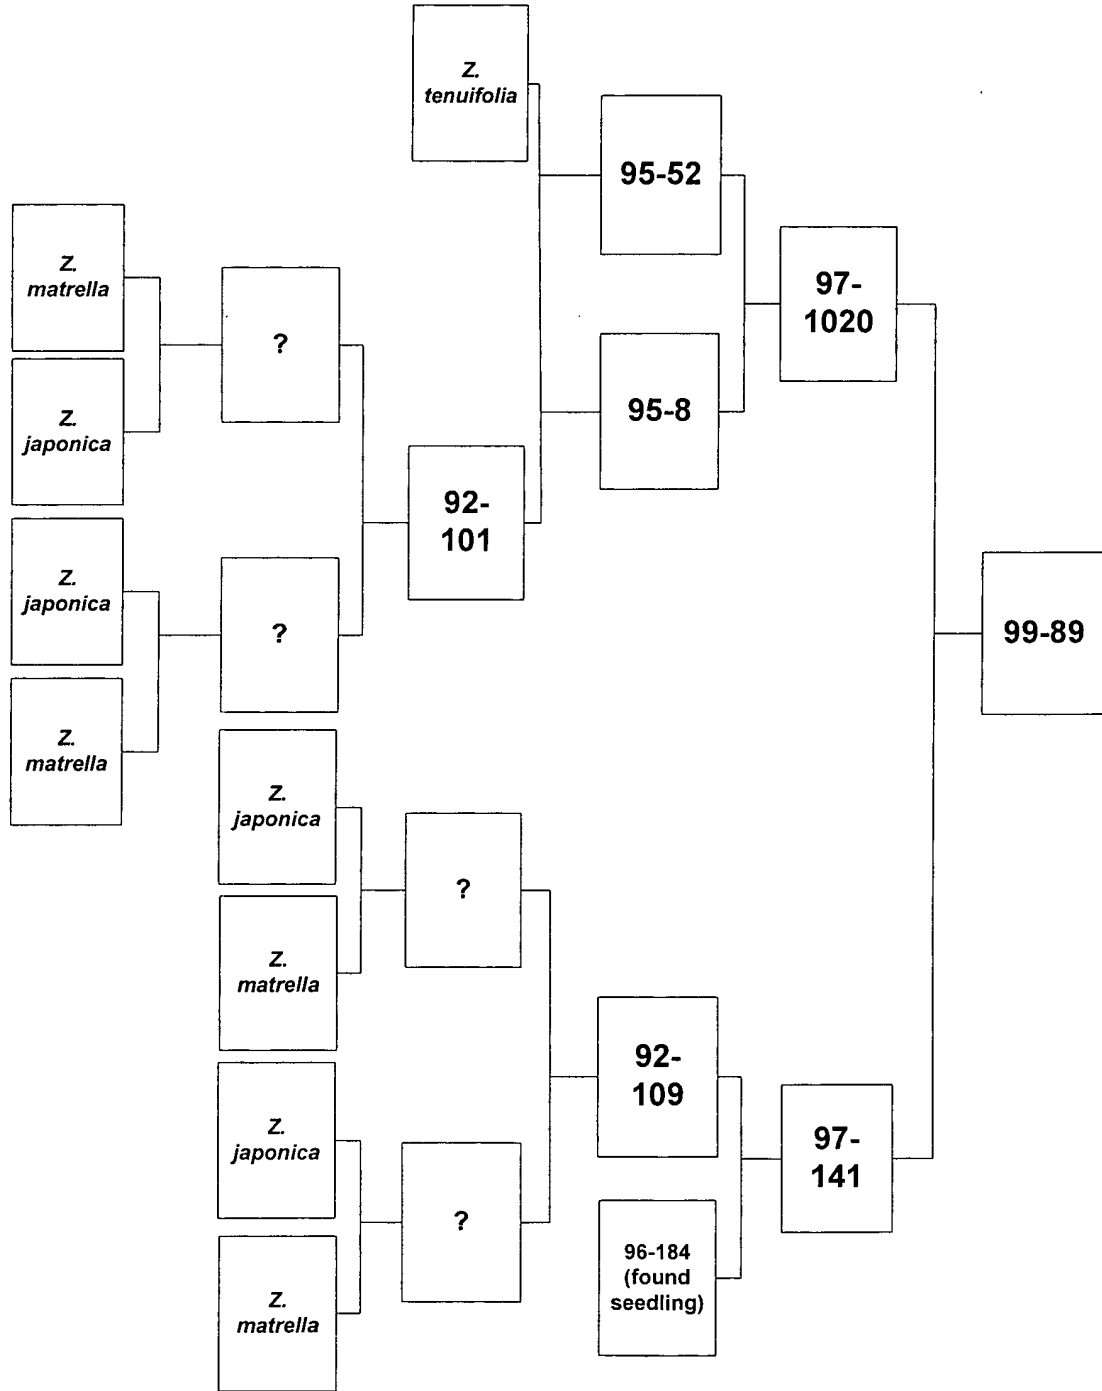 Z.
tenuifolia
95-52
Z.
matrella
97-
1020
?
95-8
Z.
japonica
92-
101
Z.
japonica
?
99-89
Z.
matrella
Z.
japonica
?
Z.
matrella
92-
109
Z.
japonica
97-
141
?
96-184
(found
seedling)
Z.
matrella